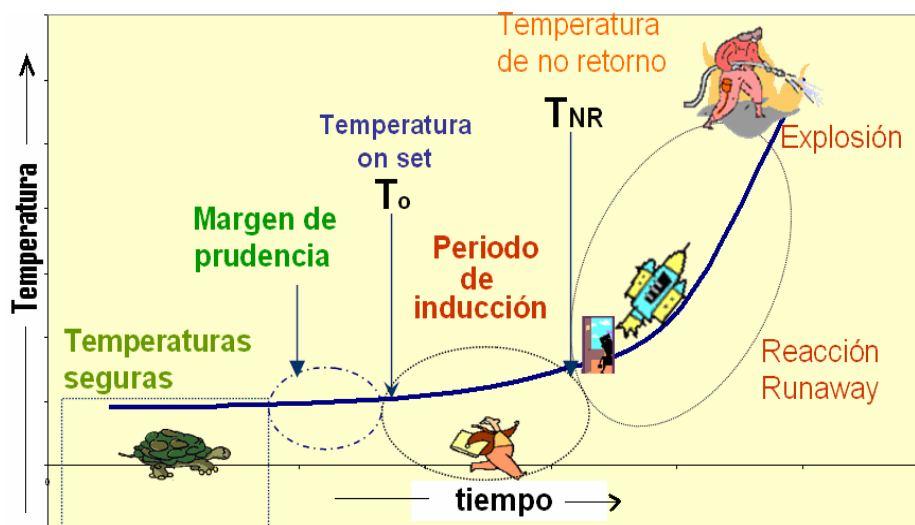 Temperatura
de no retorno
TNR
Explosión
Temperatura
on set
To
Margen de
prudencia
Periodo
de
inducción
Temperatura
Temperaturas
seguras
Reacción
Runaway
0
tiempo